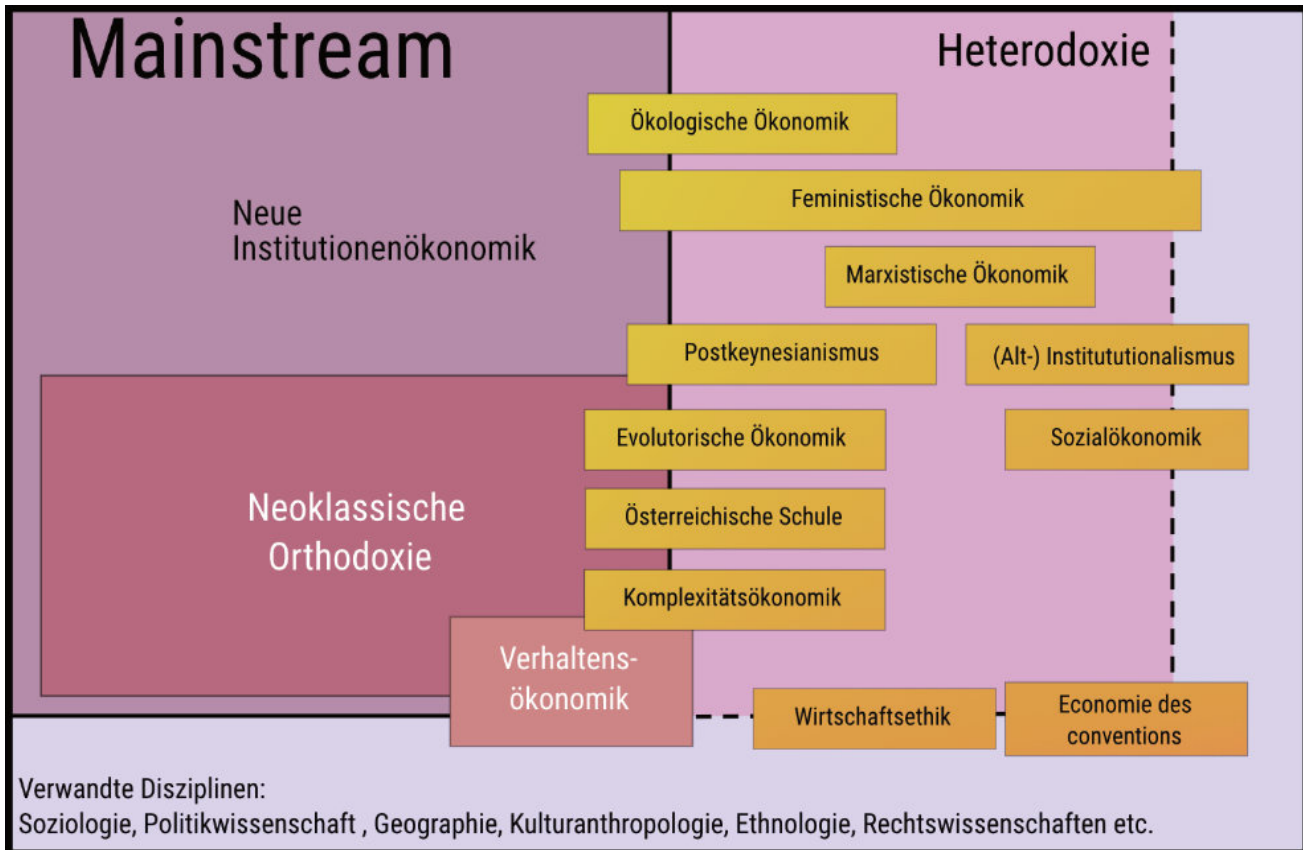 Mainstream
Heterodoxie
Ökologische Ökonomik
Feministische Ökonomik
Neue
Institutionenökonomik
Marxistische Ökonomik
Postkeynesianismus
(Alt-) Institututionalismus
Evolutorische Ökonomik
Sozialökonomik
Neoklassische
Orthodoxie
Österreichische Schule
Komplexitätsökonomik
Verhaltens-
ökonomik
Wirtschaftsethik
Economie des
conventions
Verwandte Disziplinen:
Soziologie, Politikwissenschaft , Geographie, Kulturanthropologie, Ethnologie, Rechtswissenschaften etc.